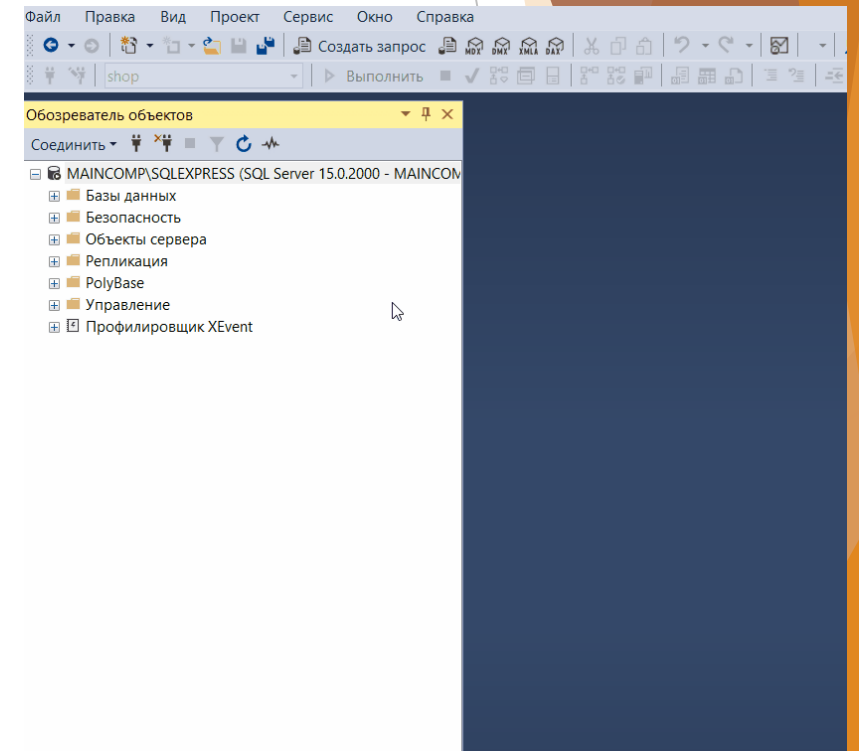 Файл Правка Вид Проект Сервис Окно Справка
Создать запрос MDX DMX XMLA DAX
shop Выполнить
Обозреватель объектов
Соединить
MAINCOMP\SQLEXPRESS (SQL Server 15.0.2000 - MAINCOM
Базы данных
Безопасность
Объекты сервера
Репликация
PolyBase
Управление
Профилировщик XEvent